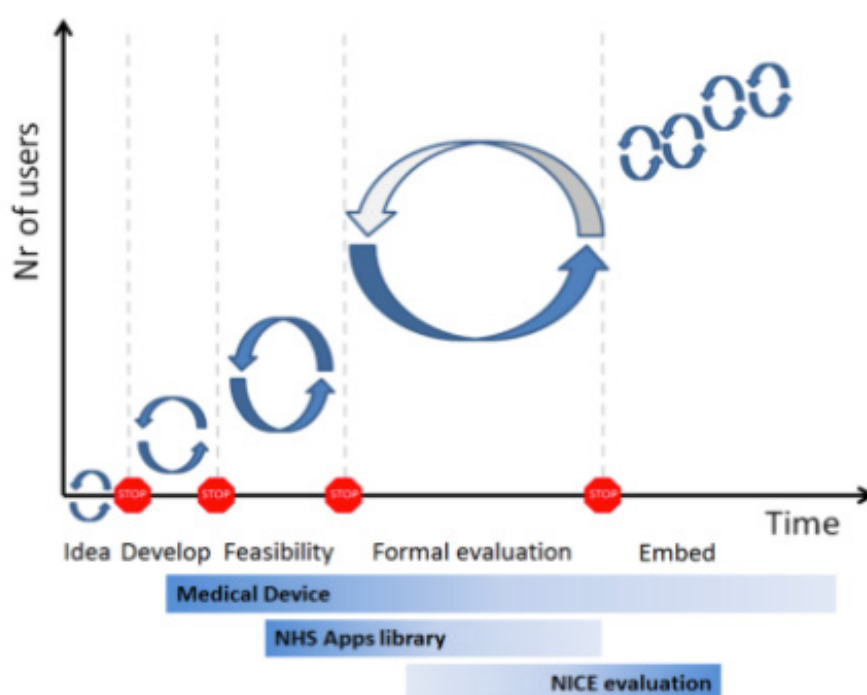 Nr of users
STOP STOP STOP STOP
Time
Idea Develop Feasibility Formal evaluation Embed
Medical Device
NHS Apps library
NICE evaluation